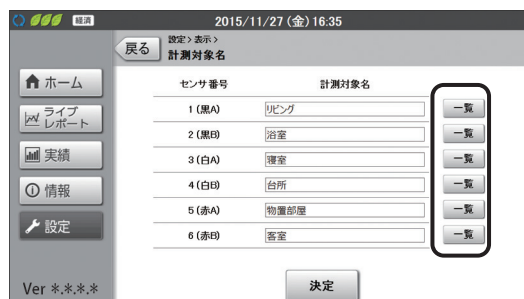 経済 2015/11/27 (金) 16:35
戻る
設定 > 表示 >
計測対象名
ホーム
ライブ
レポート
実績
情報
設定
Ver *.*.*.*
センサ番号 計測対象名
1 (黒A) リビング 一覧
2 (黒B) 浴室 一覧
3 (白A) 寝室 一覧
4 (白B) 台所 一覧
5 (赤A) 物置部屋 一覧
6 (赤B) 客室 一覧
決定